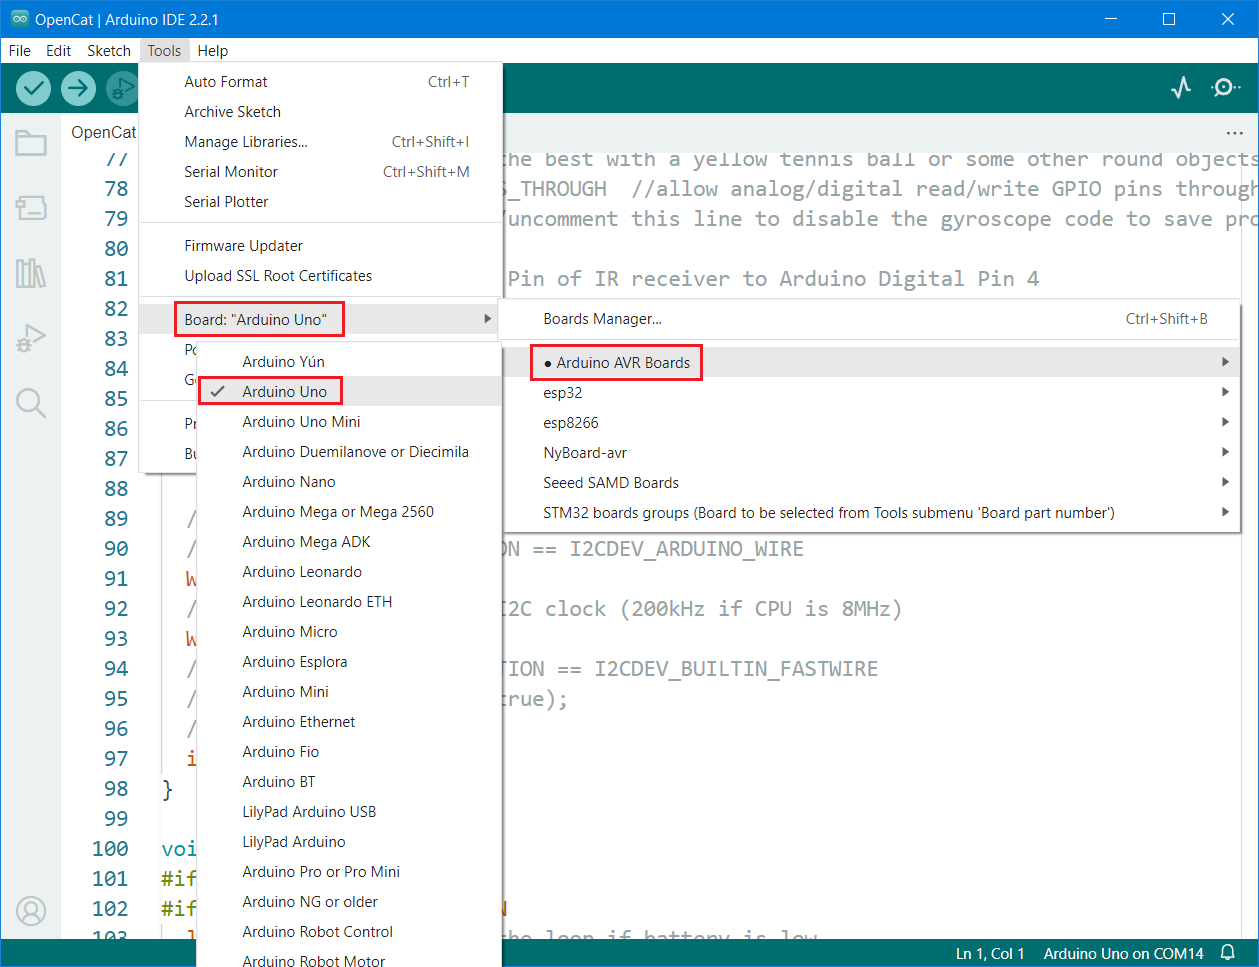 OpenCat | Arduino IDE 2.2.1
File Edit Sketch Tools Help
Auto Format Ctrl+T
Archive Sketch
Manage Libraries... Ctrl+Shift+I
Serial Monitor Ctrl+Shift+M
Serial Plotter
Firmware Updater
Upload SSL Root Certificates
Board: "Arduino Uno"
Boards Manager... Ctrl+Shift+B
● Arduino AVR Boards
esp32
esp8266
NyBoard-avr
Seeed SAMD Boards
STM32 boards groups (Board to be selected from Tools submenu 'Board part number')
Arduino Yún
Arduino Uno
Arduino Uno Mini
Arduino Duemilanove or Diecimila
Arduino Nano
Arduino Mega or Mega 2560
Arduino Mega ADK
Arduino Leonardo
Arduino Leonardo ETH
Arduino Micro
Arduino Esplora
Arduino Mini
Arduino Ethernet
Arduino Fio
Arduino BT
LilyPad Arduino USB
LilyPad Arduino
Arduino Pro or Pro Mini
Arduino NG or older
Arduino Robot Control
Arduino Robot Motor
OpenCat
// the best with a yellow tennis ball or some other round objects
78 S_THROUGH //allow analog/digital read/write GPIO pins through
79 /uncomment this line to disable the gyroscope code to save pro
80
81 Pin of IR receiver to Arduino Digital Pin 4
82
83
84
85
86
87
88
89 /
90 / ON == I2CDEV_ARDUINO_WIRE
91 W
92 / I2C clock (200kHz if CPU is 8MHz)
93 W
94 / TION == I2CDEV_BUILTIN_FASTWIRE
95 / true);
96 /
97 i
98 }
99
100 voi
101 #if
102 #if N
103 the loop if battery is low
Ln 1, Col 1 Arduino Uno on COM14